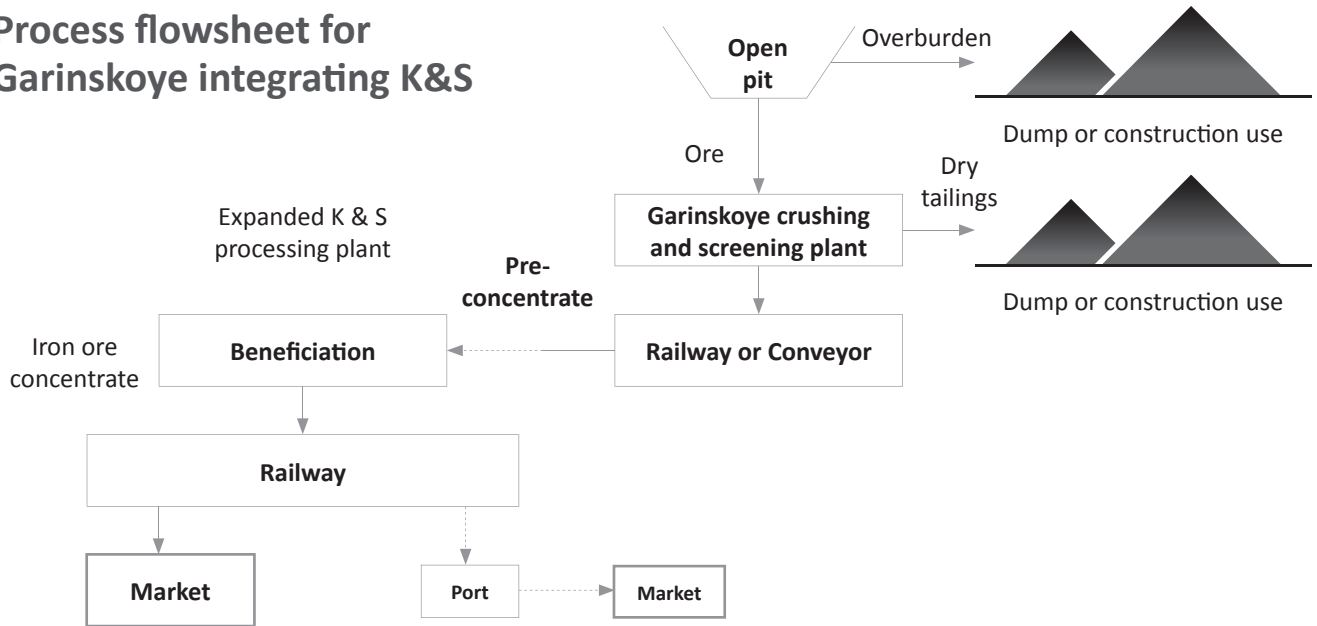 Process flowsheet for
Garinskoye integrating K&S
Open
pit
Overburden
Dump or construction use
Ore
Dry
tailings
Garinskoye crushing
and screening plant
Dump or construction use
Expanded K & S
processing plant
Pre-
concentrate
Railway or Conveyor
Beneficiation
Iron ore
concentrate
Railway
Market
Port
Market